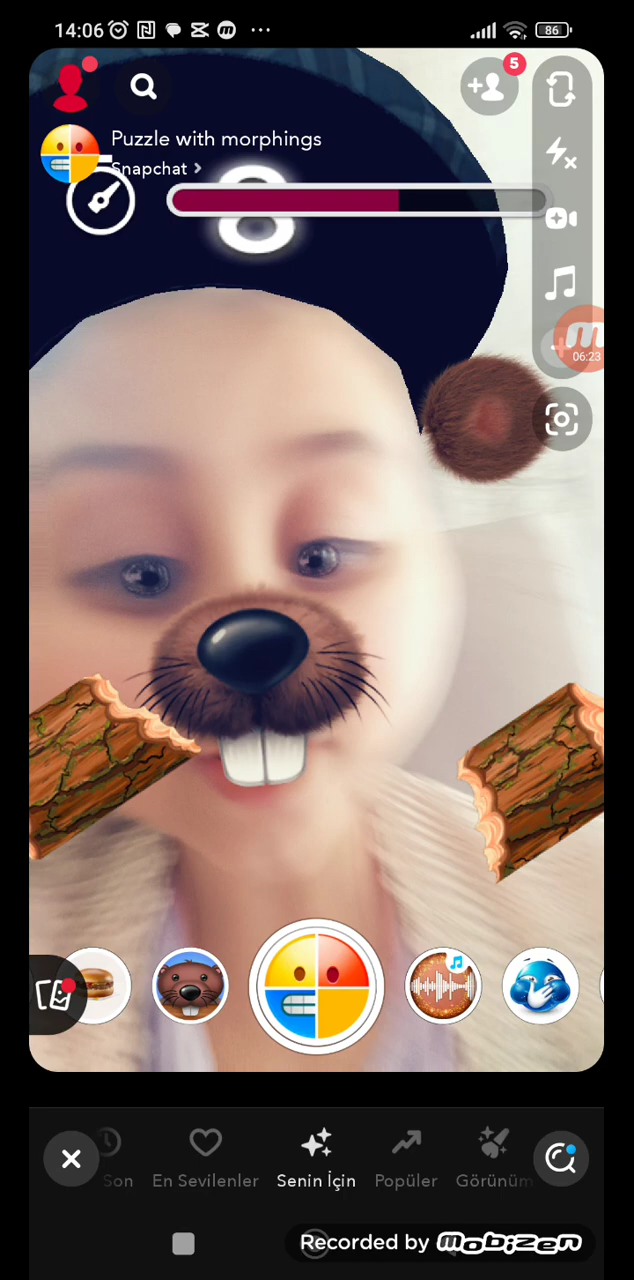 14:06
86
5
Puzzle with morphings
Snapchat
8
06:23
Son
En Sevilenler
Senin İçin
Popüler
Görünüm
Recorded by mobizen